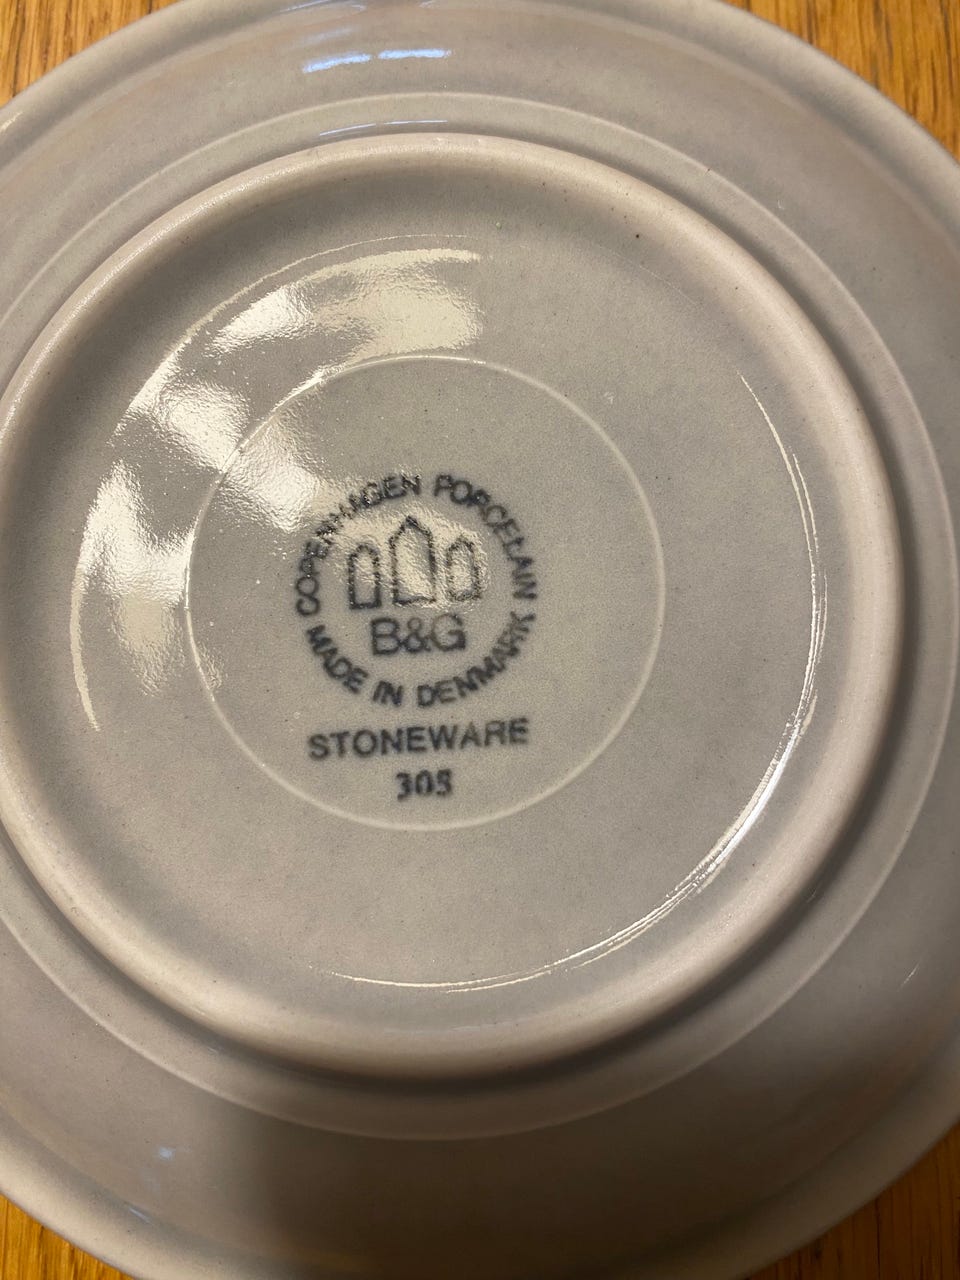 COPENHAGEN PORCELAIN
B&G
MADE IN DENMARK
STONEWARE
305